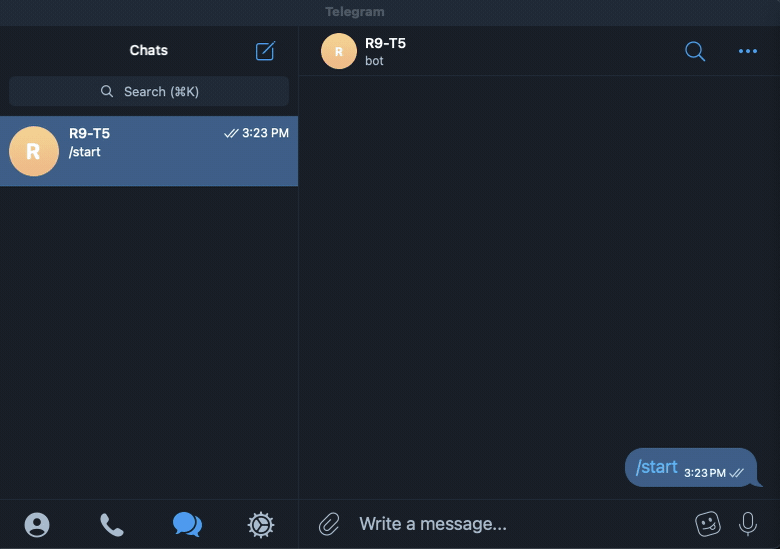 Telegram
Chats
Search (⌘K)
R
R9-T5
3:23 PM
/start
R
R9-T5
bot
/start 3:23 PM
Write a message...